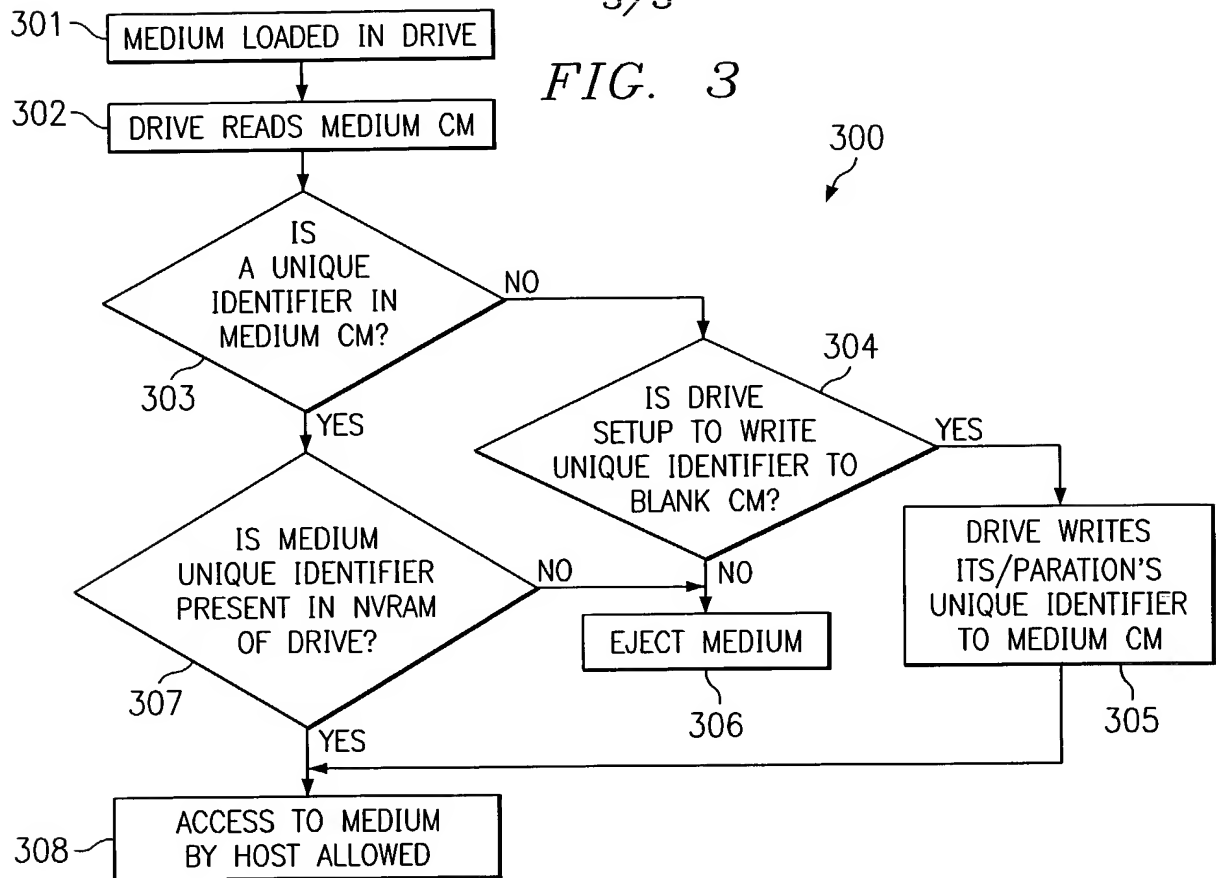 3/3
301
MEDIUM LOADED IN DRIVE
FIG. 3
302
DRIVE READS MEDIUM CM
300
IS
A UNIQUE
IDENTIFIER IN
MEDIUM CM?
NO
303
YES
304
IS DRIVE
SETUP TO WRITE
UNIQUE IDENTIFIER TO
BLANK CM?
YES
NO
DRIVE WRITES
ITS/PARATION'S
UNIQUE IDENTIFIER
TO MEDIUM CM
305
IS MEDIUM
UNIQUE IDENTIFIER
PRESENT IN NVRAM
OF DRIVE?
NO
307
YES
EJECT MEDIUM
306
308
ACCESS TO MEDIUM
BY HOST ALLOWED